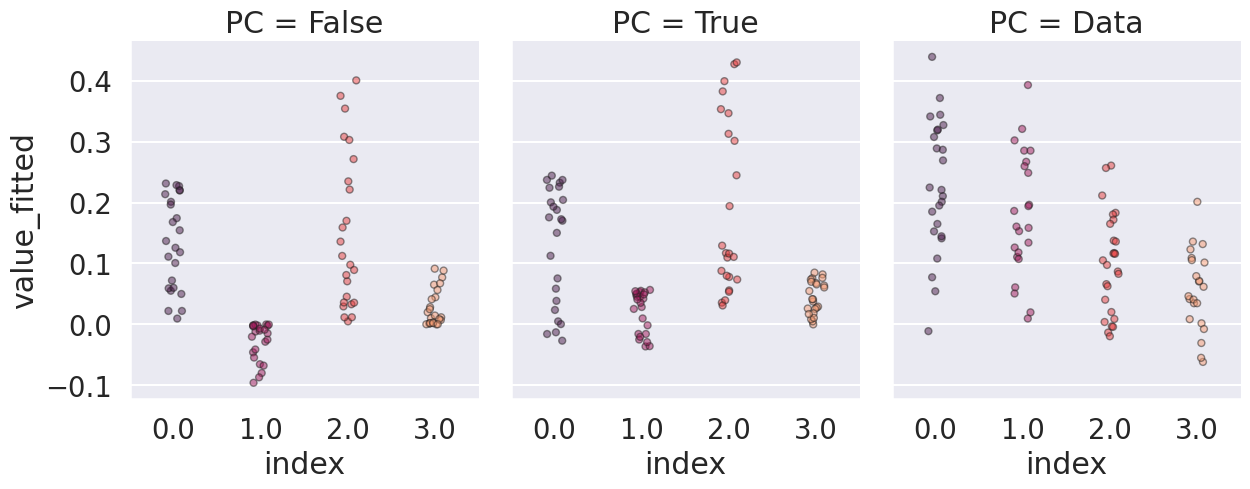 PC = False
PC = True
PC = Data
value_fitted
0.4
0.3
0.2
0.1
0.0
−0.1
0.0 1.0 2.0 3.0
0.0 1.0 2.0 3.0
0.0 1.0 2.0 3.0
index
index
index